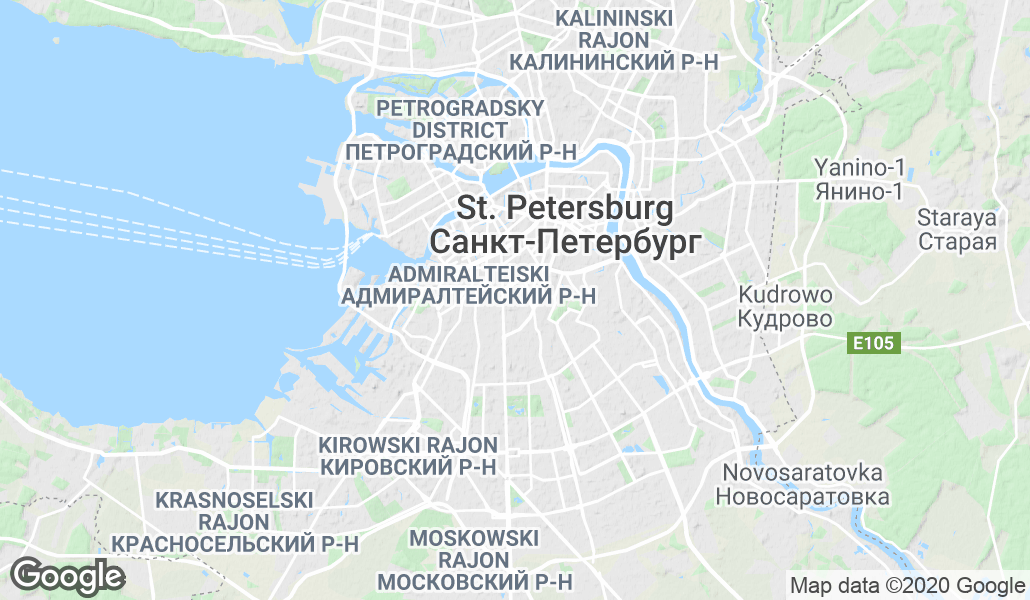 KALININSKI
RAJON
КАЛИНИНСКИЙ Р-Н
PETROGRADSKY
DISTRICT
ПЕТРОГРАДСКИЙ Р-Н
Yanino-1
Янино-1
St. Petersburg
Санкт-Петербург
Staraya
Старая
ADMIRALTEISKI
АДМИРАЛТЕЙСКИЙ Р-Н
Kudrowo
Кудрово
E105
KIROWSKI RAJON
КИРОВСКИЙ Р-Н
Novosaratovka
Новосаратовка
KRASNOSELSKI
RAJON
КРАСНОСЕЛЬСКИЙ Р-Н
MOSKOWSKI
RAJON
МОСКОВСКИЙ Р-Н
Google
Map data ©2020 Google